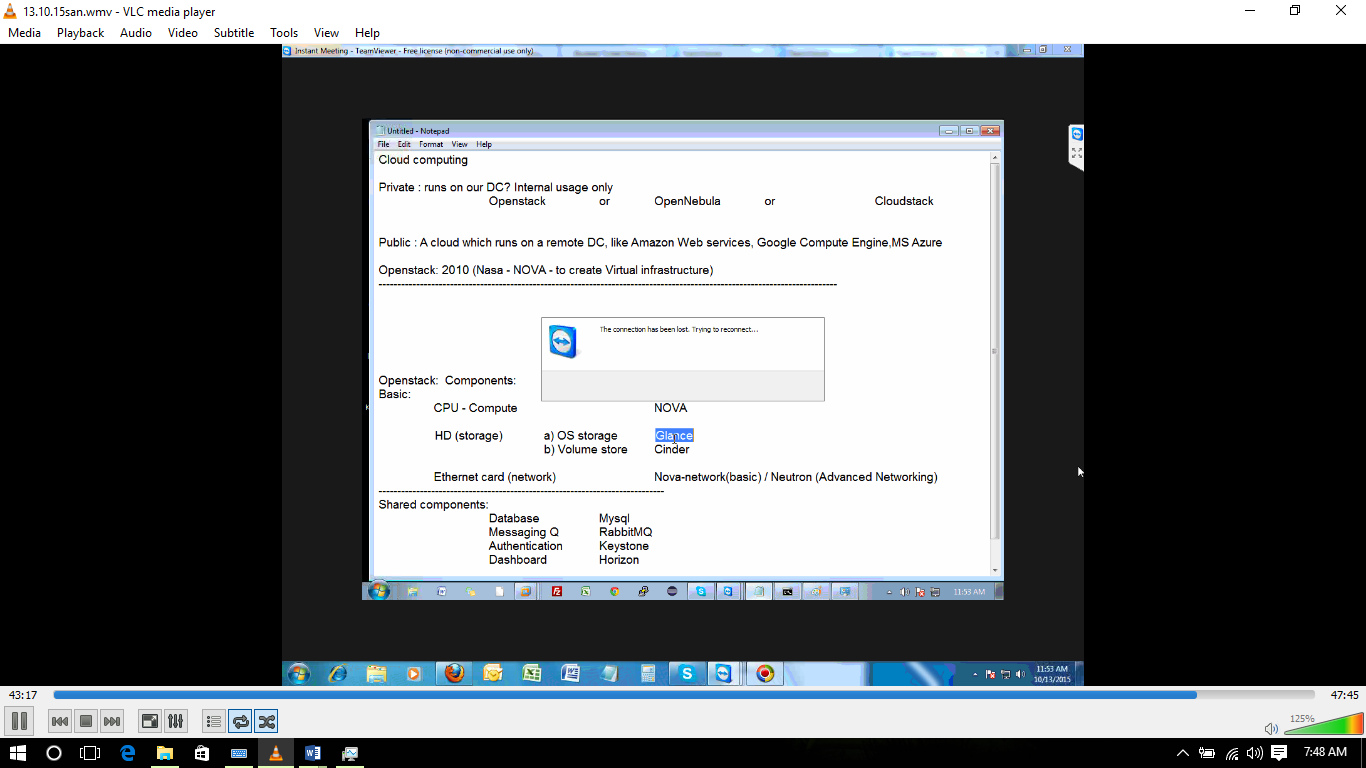 13.10.15san.wmv - VLC media player
Media Playback Audio Video Subtitle Tools View Help
Instant Meeting - TeamViewer - Free license (non-commercial use only)
Untitled - Notepad
File Edit Format View Help
Cloud computing
Private : runs on our DC? Internal usage only
Openstack or OpenNebula or Cloudstack
Public : A cloud which runs on a remote DC, like Amazon Web services, Google Compute Engine,MS Azure
Openstack: 2010 (Nasa - NOVA - to create Virtual infrastructure)
The connection has been lost. Trying to reconnect...
Openstack: Components:
Basic:
CPU - Compute NOVA
HD (storage) a) OS storage Glance
b) Volume store Cinder
Ethernet card (network) Nova-network(basic) / Neutron (Advanced Networking)
Shared components:
Database Mysql
Messaging Q RabbitMQ
Authentication Keystone
Dashboard Horizon
11:53 AM
11:53 AM
10/13/2015
43:17 47:45
125%
7:48 AM